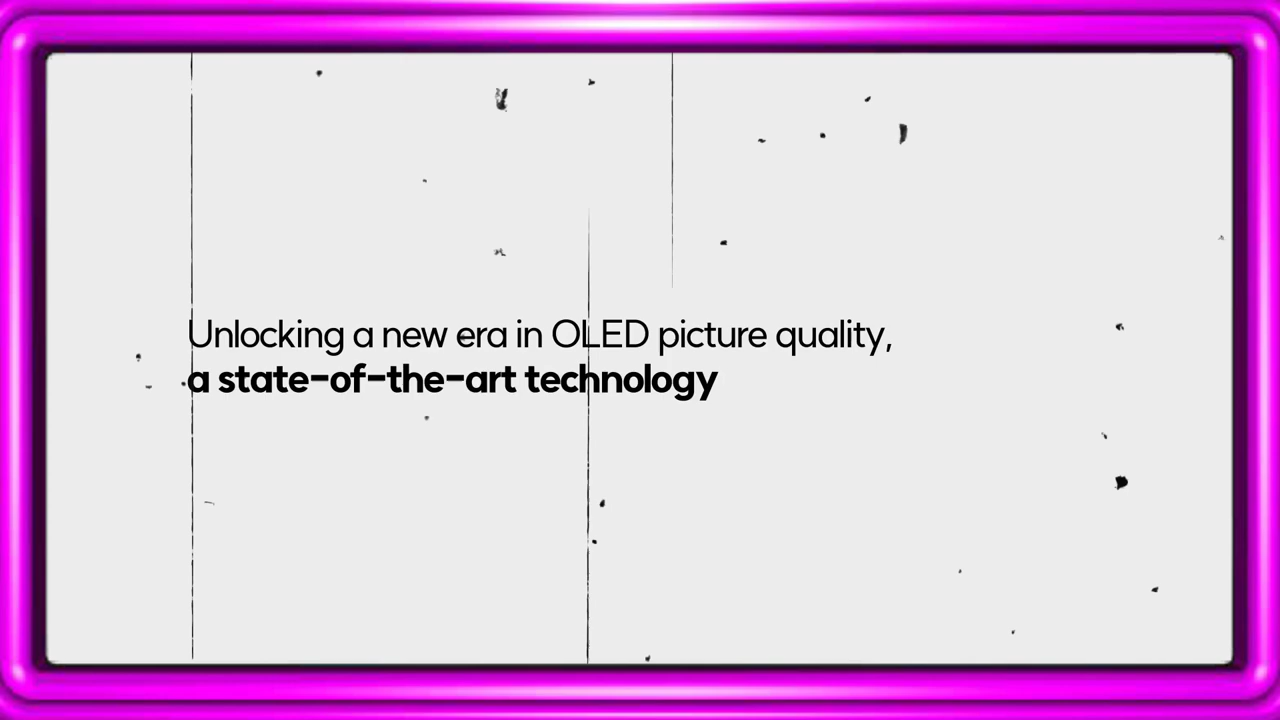 Unlocking a new era in OLED picture quality,
a state-of-the-art technology